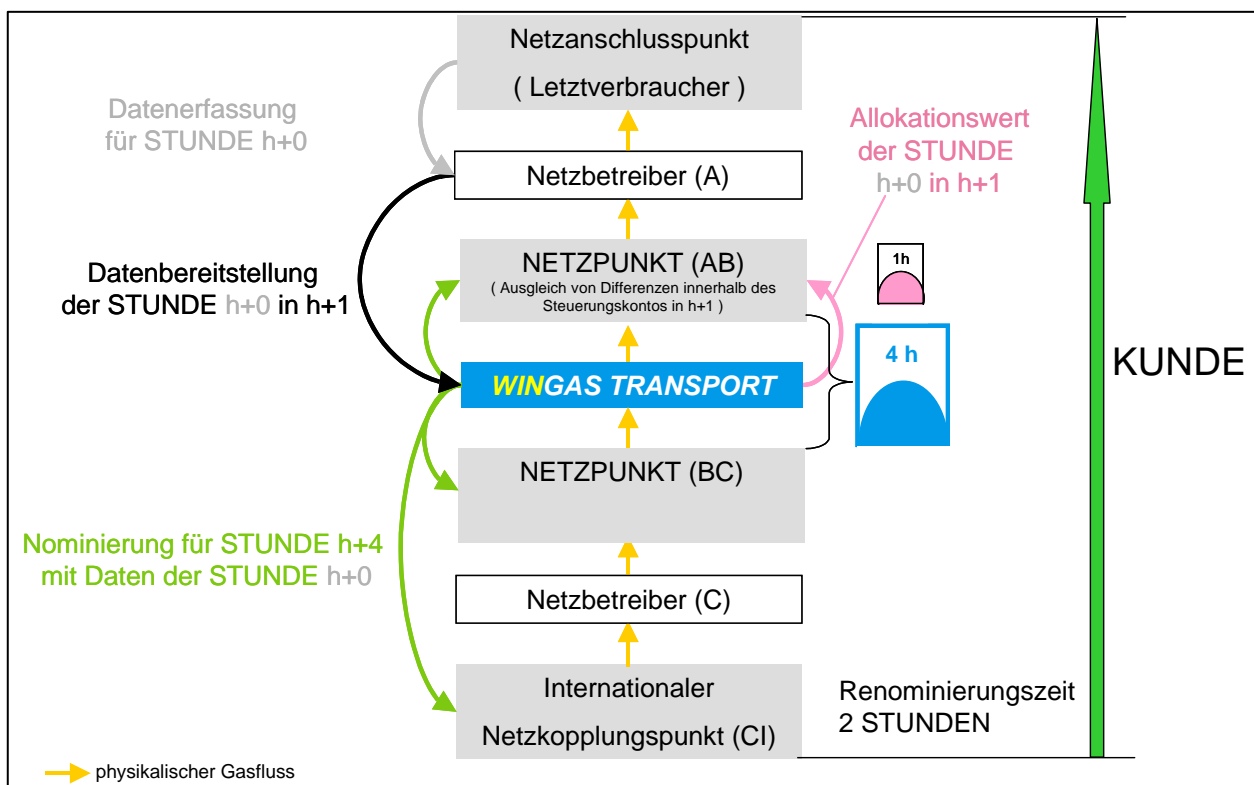 Netzanschlusspunkt
( Letztverbraucher )
Datenerfassung
für STUNDE h+0
Allokationswert
der STUNDE
h+0 in h+1
Netzbetreiber (A)
Datenbereitstellung
der STUNDE h+0 in h+1
NETZPUNKT (AB)
( Ausgleich von Differenzen innerhalb des
Steuerungskontos in h+1 )
1h
4 h
WINGAS TRANSPORT
KUNDE
NETZPUNKT (BC)
Nominierung für STUNDE h+4
mit Daten der STUNDE h+0
Netzbetreiber (C)
Internationaler
Netzkopplungspunkt (CI)
Renominierungszeit
2 STUNDEN
physikalischer Gasfluss